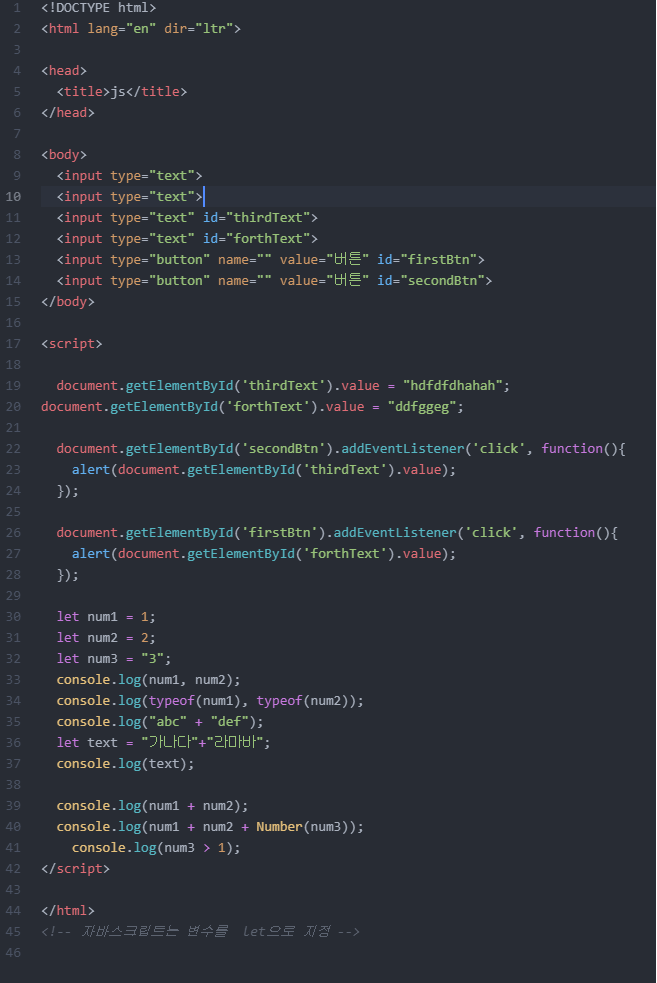 1 <!DOCTYPE html>
2 <html lang="en" dir="ltr">
3
4 <head>
5   <title>js</title>
6 </head>
7
8 <body>
9   <input type="text">
10   <input type="text">
11   <input type="text" id="thirdText">
12   <input type="text" id="forthText">
13   <input type="button" name="" value="버튼" id="firstBtn">
14   <input type="button" name="" value="버튼" id="secondBtn">
15 </body>
16
17 <script>
18
19   document.getElementById('thirdText').value = "hdfdfdhahah";
20 document.getElementById('forthText').value = "ddfggeg";
21
22   document.getElementById('secondBtn').addEventListener('click', function(){
23     alert(document.getElementById('thirdText').value);
24   });
25
26   document.getElementById('firstBtn').addEventListener('click', function(){
27     alert(document.getElementById('forthText').value);
28   });
29
30   let num1 = 1;
31   let num2 = 2;
32   let num3 = "3";
33   console.log(num1, num2);
34   console.log(typeof(num1), typeof(num2));
35   console.log("abc" + "def");
36   let text = "가나다"+"라마바";
37   console.log(text);
38
39   console.log(num1 + num2);
40   console.log(num1 + num2 + Number(num3));
41     console.log(num3 > 1);
42 </script>
43
44 </html>
45 <!-- 자바스크립트는 변수를  let으로 지정 -->
46